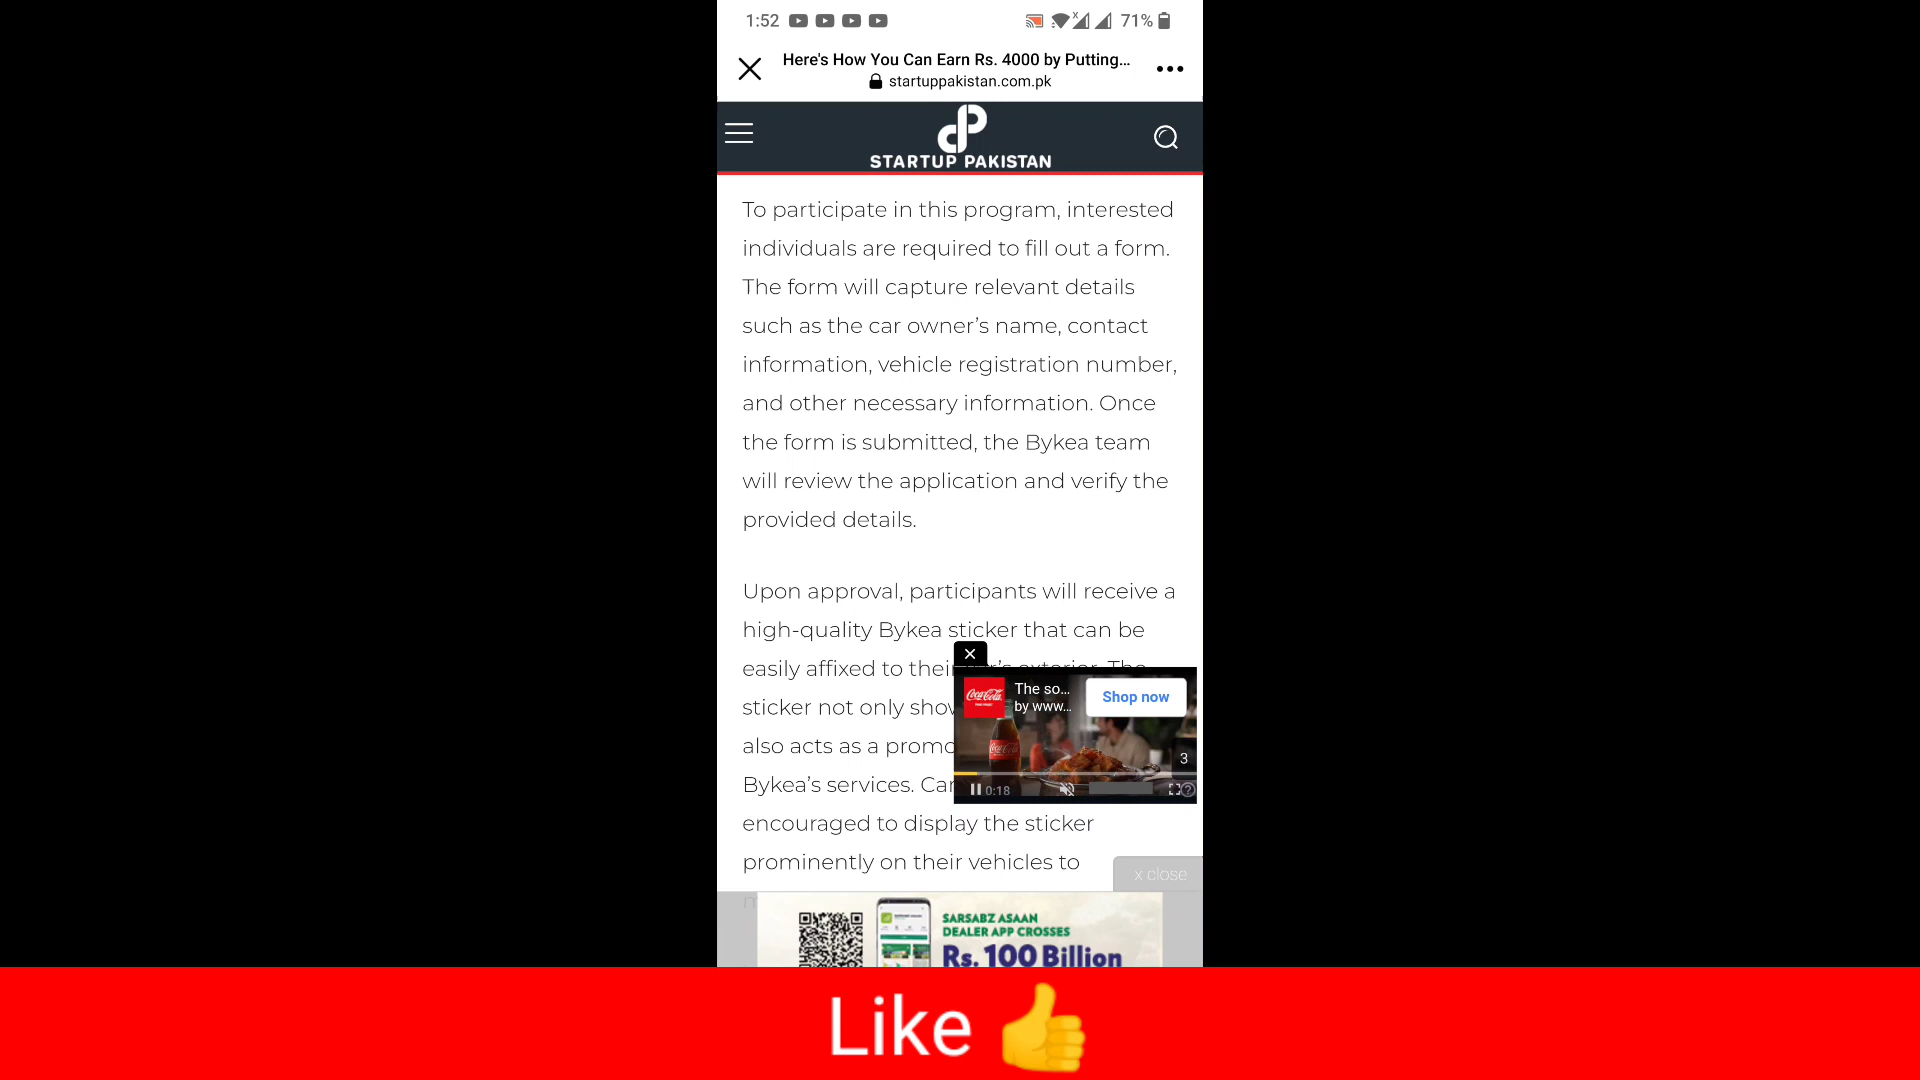 1:52
71%
Here's How You Can Earn Rs. 4000 by Putting...
startuppakistan.com.pk
STARTUP PAKISTAN
To participate in this program, interested
individuals are required to fill out a form.
The form will capture relevant details
such as the car owner’s name, contact
information, vehicle registration number,
and other necessary information. Once
the form is submitted, the Bykea team
will review the application and verify the
provided details.
Upon approval, participants will receive a
high-quality Bykea sticker that can be
easily affixed to their car’s exterior. The
sticker not only
also acts as a
Bykea’s services.
encouraged to display the sticker
prominently on their vehicles to
Coca-Cola
The so...
by www...
Shop now
3
0:18
x close
SARSABZ ASAAN
DEALER APP CROSSES
Rs. 100 Billion
Like 👍